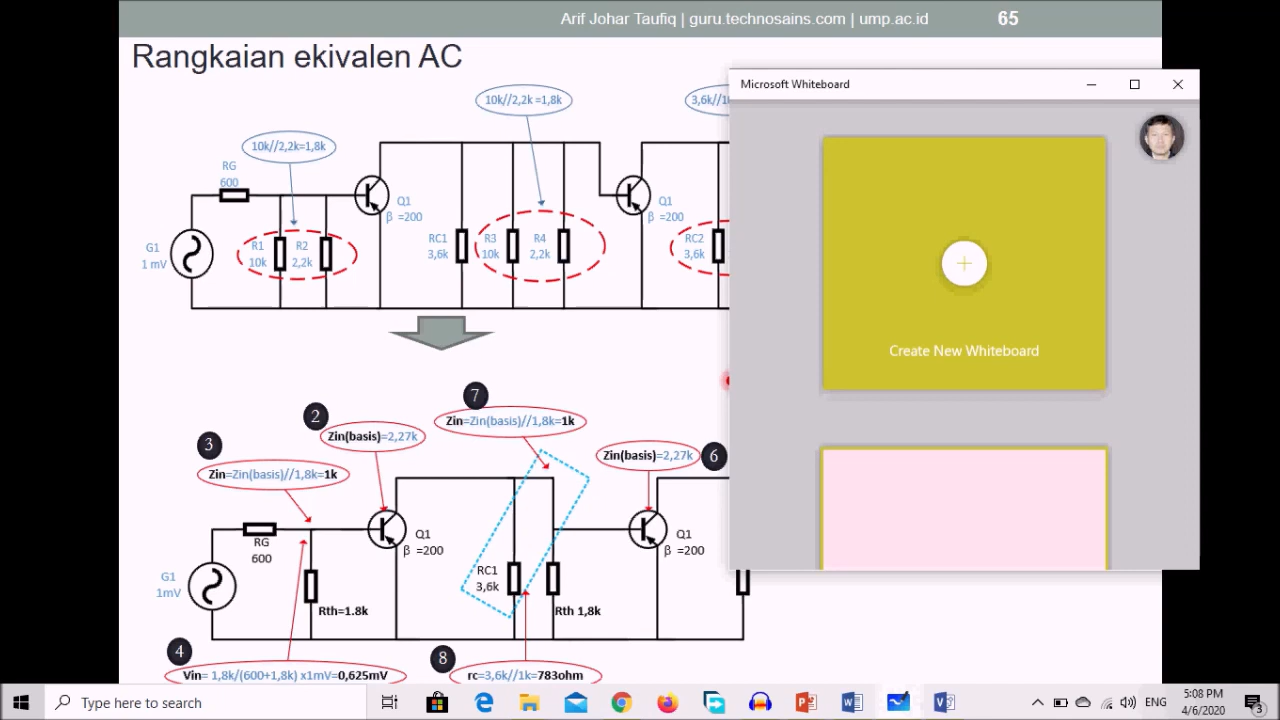 Arif Johar Taufiq | guru.technosains.com | ump.ac.id 65
Rangkaian ekivalen AC
10k//2,2k=1,8k
10k//2,2k =1,8k
3,6k//1
RG
600
G1
1 mV
R1
10k
R2
2,2k
Q1
β =200
RC1
3,6k
R3
10k
R4
2,2k
Q1
β =200
RC2
3,6k
Microsoft Whiteboard
Create New Whiteboard
2
Zin(basis)=2,27k
3
Zin=Zin(basis)//1,8k=1k
7
Zin=Zin(basis)//1,8k=1k
Zin(basis)=2,27k
6
RG
600
G1
1mV
Rth=1.8k
Q1
β =200
RC1
3,6k
Rth 1,8k
Q1
β =200
4
Vin= 1,8k/(600+1,8k) x1mV=0,625mV
8
rc=3,6k//1k=783ohm
Type here to search
ENG
5:08 PM
4/6/2020
3